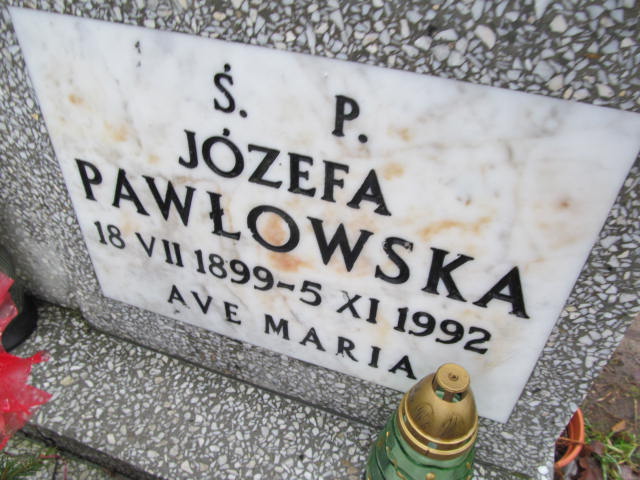 Ś. P.
JÓZEFA
PAWŁOWSKA
18 VII 1899-5 XI 1992
AVE MARIA